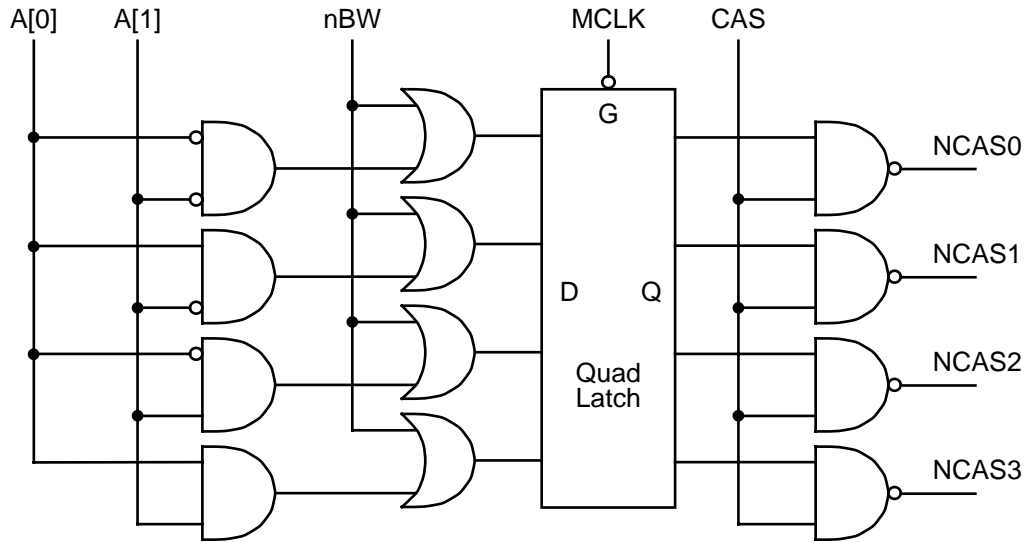 A[0] A[1] nBW MCLK CAS
G
NCAS0
NCAS1
D Q
NCAS2
Quad
Latch
NCAS3